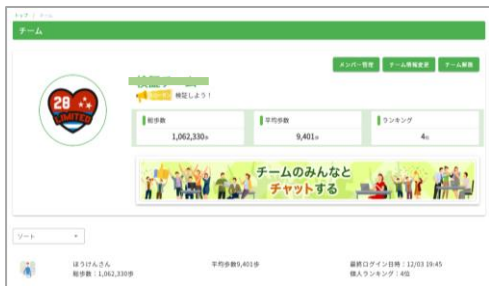 トップ / チーム
チーム
メンバー管理
チーム情報変更
チーム解散
28
LIMITED
検証しよう!
総歩数
平均歩数
ランキング
1,062,330歩
9,401歩
4位
チームのみんなと
チャットする
ソート
ほうけんさん
平均歩数9,401歩
最終ログイン日時:12/03 19:45
総歩数:1,062,330歩
個人ランキング:4位